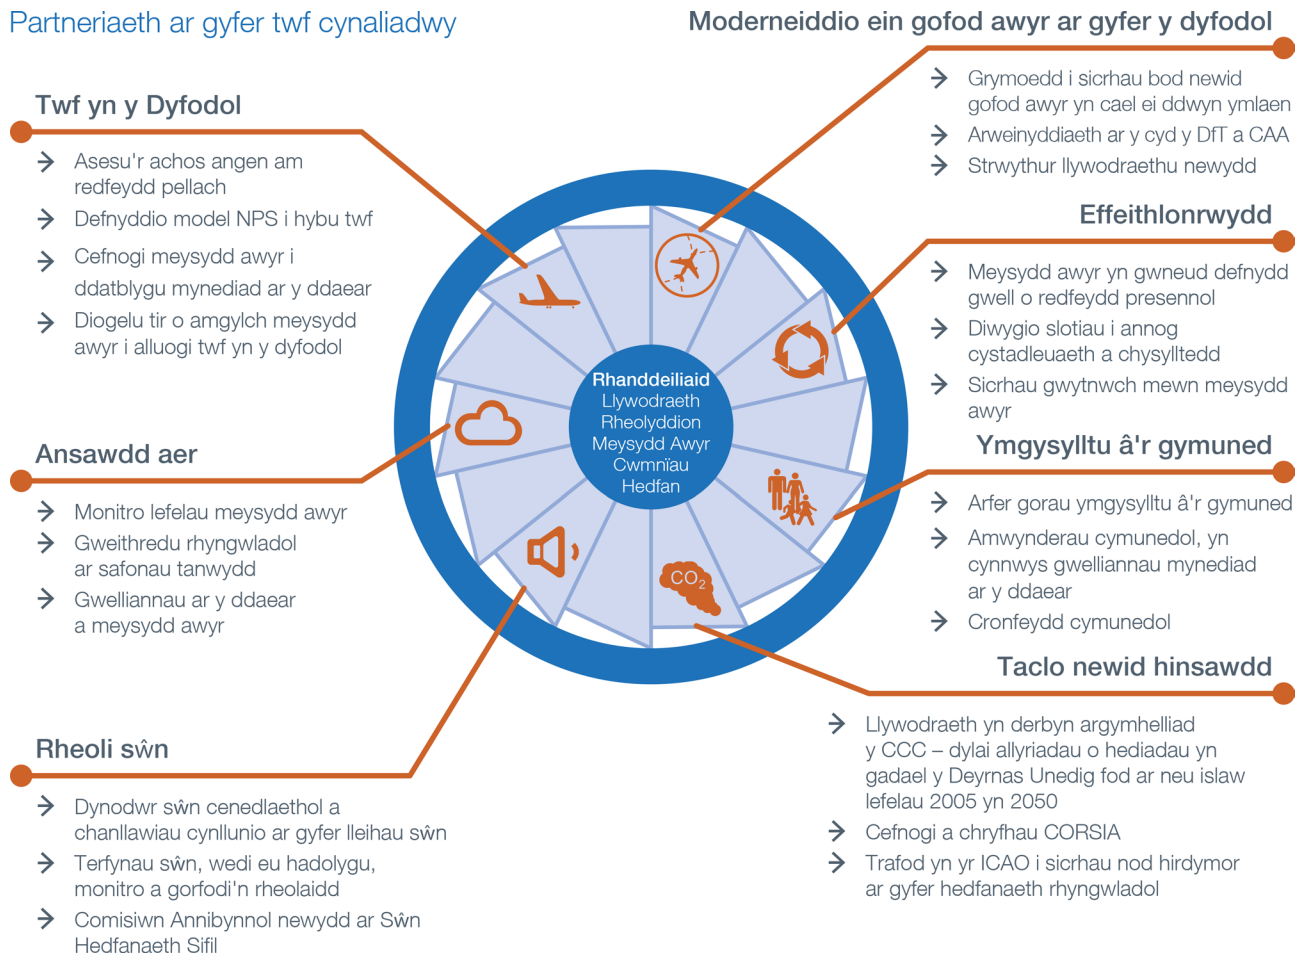 Partneriaeth ar gyfer twf cynaliadwy
Twf yn y Dyfodol
Asesu'r achos angen am
redfeydd pellach
Defnyddio model NPS i hybu twf
Cefnogi meysydd awyr i
ddatblygu mynediad ar y ddaear
Diogelu tir o amgylch meysydd
awyr i alluogi twf yn y dyfodol
Ansawdd aer
Monitro lefelau meysydd awyr
Gweithredu rhyngwladol
ar safonau tanwydd
Gwelliannau ar y ddaear
a meysydd awyr
Rheoli sŵn
Dynodwr sŵn cenedlaethol a
chanllawiau cynllunio ar gyfer lleihau sŵn
Terfynau sŵn, wedi eu hadolygu,
monitro a gorfodi'n rheolaidd
Comisiwn Annibynnol newydd ar Sŵn
Hedfanaeth Sifil
Rhanddeiliaid
Llywodraeth
Rheolyddion
Meysydd Awyr
Cwmnïau
Hedfan
CO₂
Moderneiddio ein gofod awyr ar gyfer y dyfodol
Grymoedd i sicrhau bod newid
gofod awyr yn cael ei ddwyn ymlaen
Arweinyddiaeth ar y cyd y DfT a CAA
Strwythur llywodraethu newydd
Effeithlonrwydd
Meysydd awyr yn gwneud defnydd
gwell o redfeydd presennol
Diwygio slotiau i annog
cystadleuaeth a chysylltedd
Sicrhau gwytnwch mewn meysydd
awyr
Ymgysylltu â'r gymuned
Arfer gorau ymgysylltu â'r gymuned
Amwynderau cymunedol, yn
cynnwys gwelliannau mynediad
ar y ddaear
Cronfeydd cymunedol
Taclo newid hinsawdd
Llywodraeth yn derbyn argymhelliad
y CCC – dylai allyriadau o hediadau yn
gadael y Deyrnas Unedig fod ar neu islaw
lefelau 2005 yn 2050
Cefnogi a chryfhau CORSIA
Trafod yn yr ICAO i sicrhau nod hirdymor
ar gyfer hedfanaeth rhyngwladol